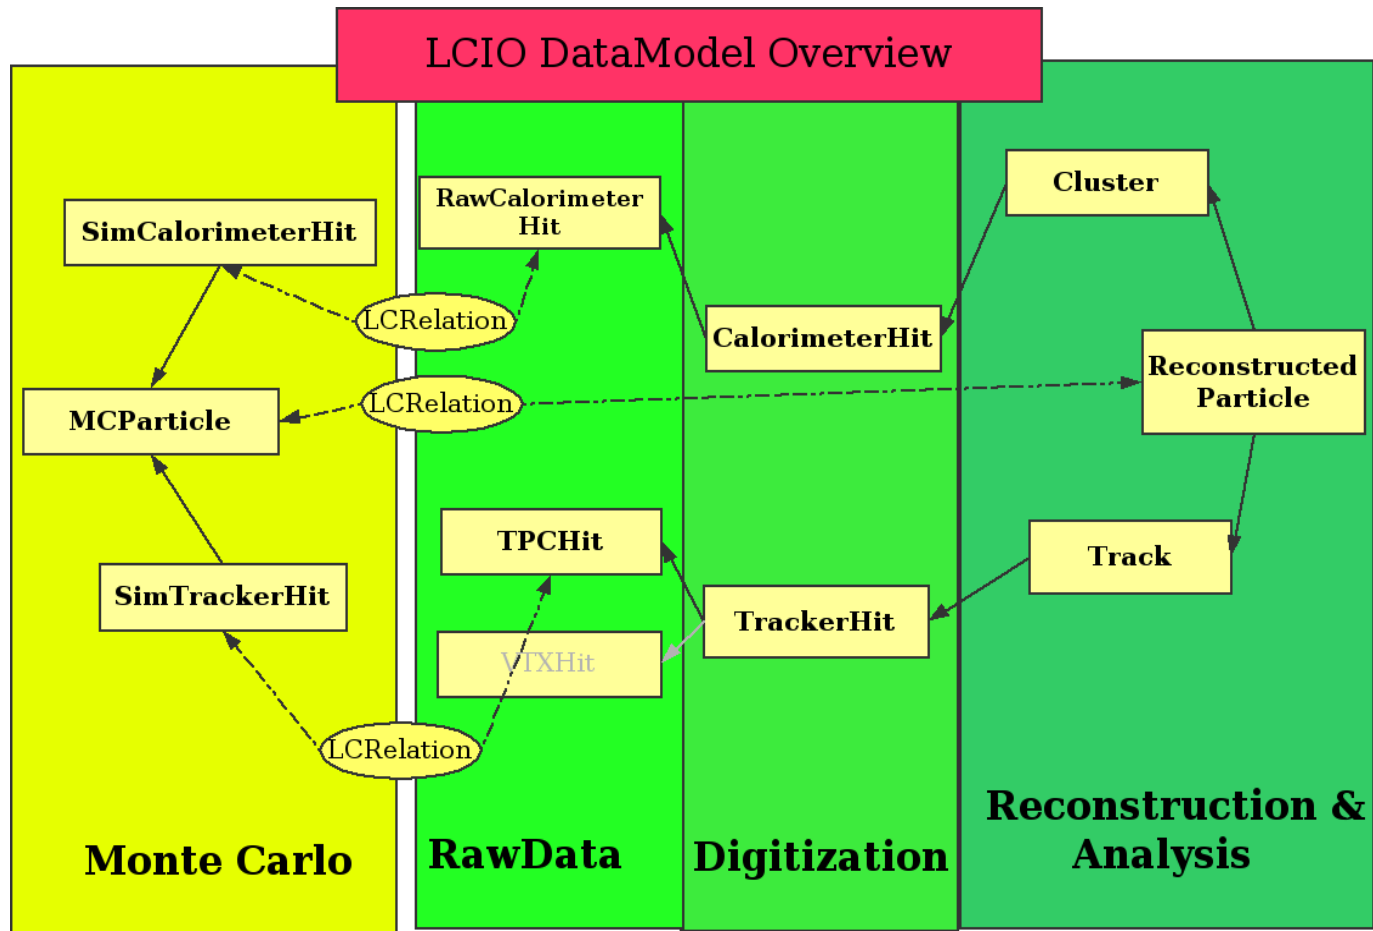 LCIO DataModel Overview
SimCalorimeterHit
LCRelation
MCParticle
LCRelation
SimTrackerHit
LCRelation
Monte Carlo
RawCalorimeter
Hit
TPCHit
VTXHit
RawData
CalorimeterHit
TrackerHit
Digitization
Cluster
Reconstructed
Particle
Track
Reconstruction &
Analysis